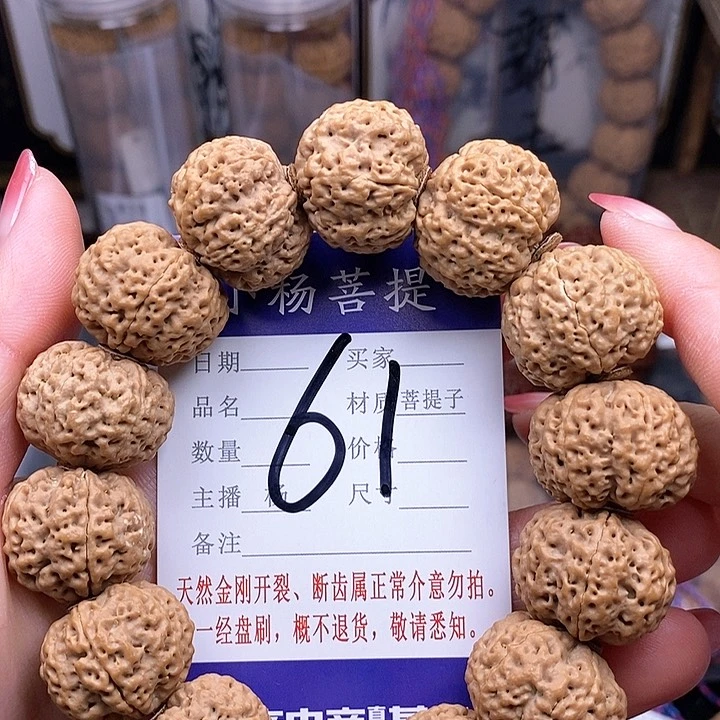 小杨菩提
日期 买家
品名 材质 菩提子
数量 价格
主播 杨 尺寸
备注
61
天然金刚开裂、断齿属正常介意勿拍。
一经盘刷，概不退货，敬请悉知。